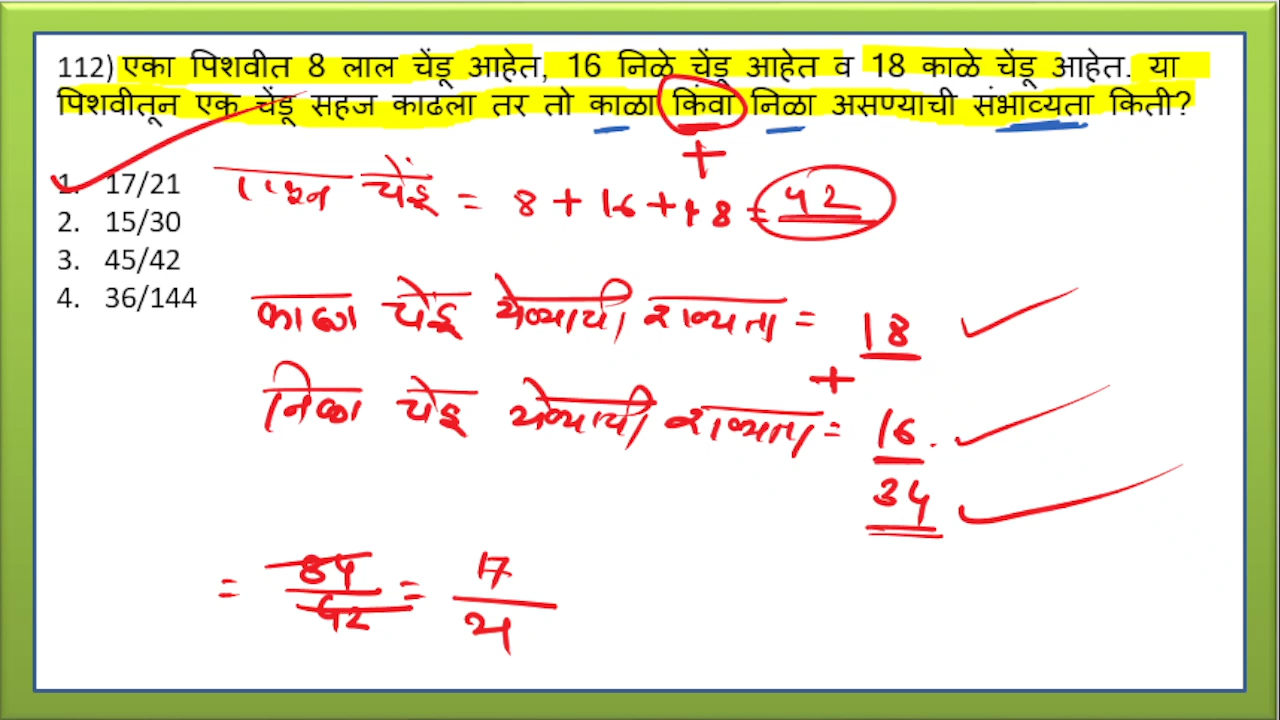 112) एका पिशवीत 8 लाल चेंडू आहेत, 16 निळे चेंडू आहेत व 18 काळे चेंडू आहेत. या
पिशवीतून एक चेंडू सहज काढला तर तो काळा किंवा निळा असण्याची संभाव्यता किती?
+
1. 17/21
2. 15/30
3. 45/42
4. 36/144
चेंडू = 8 + 16 + 18 = 42
काळा चेंडू येण्याची शक्यता = 18
+
निळा चेंडू येण्याची शक्यता = 16
34
= 34/42 = 17/21